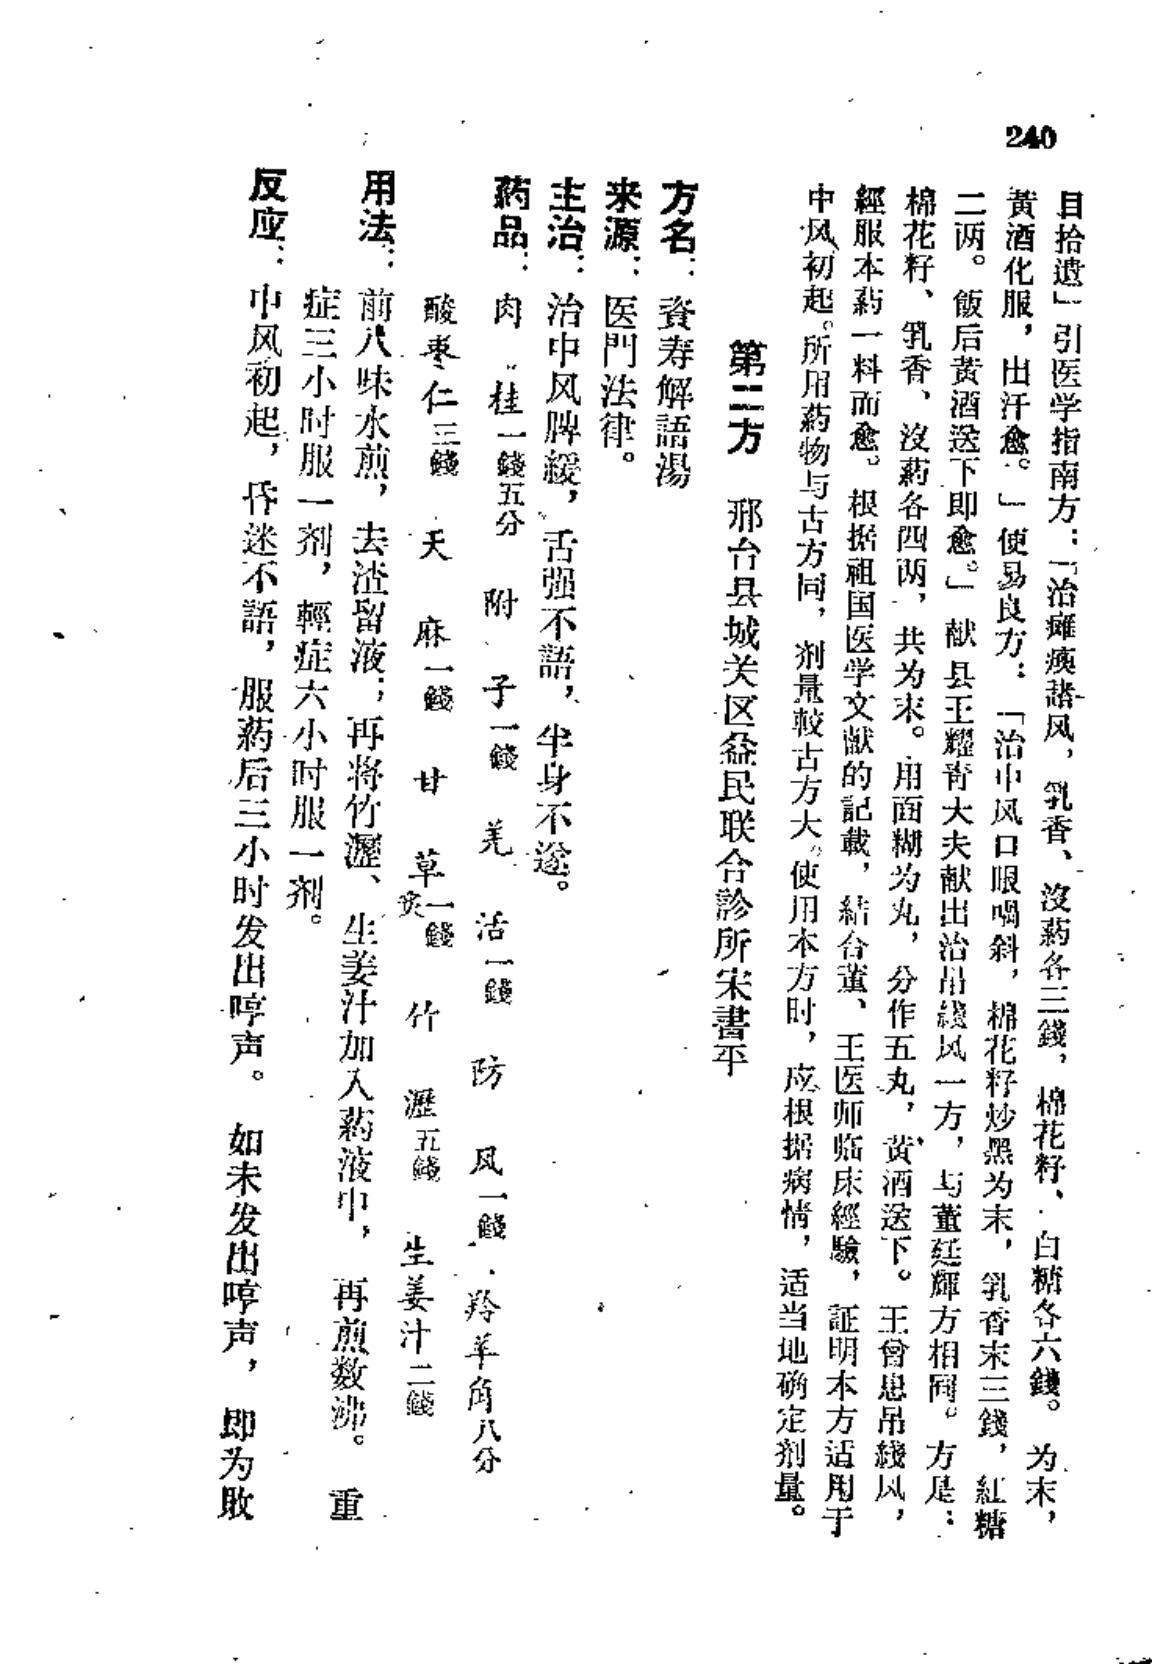 240
目拾遺」引医学指南方：「治瘫痪諸风，乳香、沒葯各三錢，棉花籽、白糖各六錢。为末，
黃酒化服，出汗愈。」使易良方：「治中风口眼喎斜，棉花籽炒黑为末，乳香末三錢，紅糖
二两。飯后黃酒送下即愈。」献县王耀青大夫献出治吊綫风一方，与董廷輝方相同。方是：
棉花籽、乳香、沒葯各四两，共为末。用面糊为丸，分作五丸，黃酒送下。王曾患吊綫风，
經服本葯一料而愈。根据祖国医学文献的記載，結合董、王医师临床經驗，証明本方适用于
中风初起。所用葯物与古方同，剂量較古方大。使用本方时，应根据病情，适当地确定剂量。
第二方　邢台县城关区益民联合診所宋書平
方名：資寿解語湯
来源：医門法律。
主治：治中风脾緩，舌强不語，半身不遂。
葯品：肉　桂一錢五分　附　子一錢　羌　活一錢　防　风一錢　羚羊角八分
酸枣仁三錢　天　麻一錢　甘　草炙一錢　竹　瀝五錢　生姜汁二錢
用法：前八味水煎，去渣留液；再将竹瀝、生姜汁加入葯液中，再煎数沸。重
症三小时服一剂，輕症六小时服一剂。
反应：中风初起，昏迷不語，服葯后三小时发出哼声。如未发出哼声，即为敗